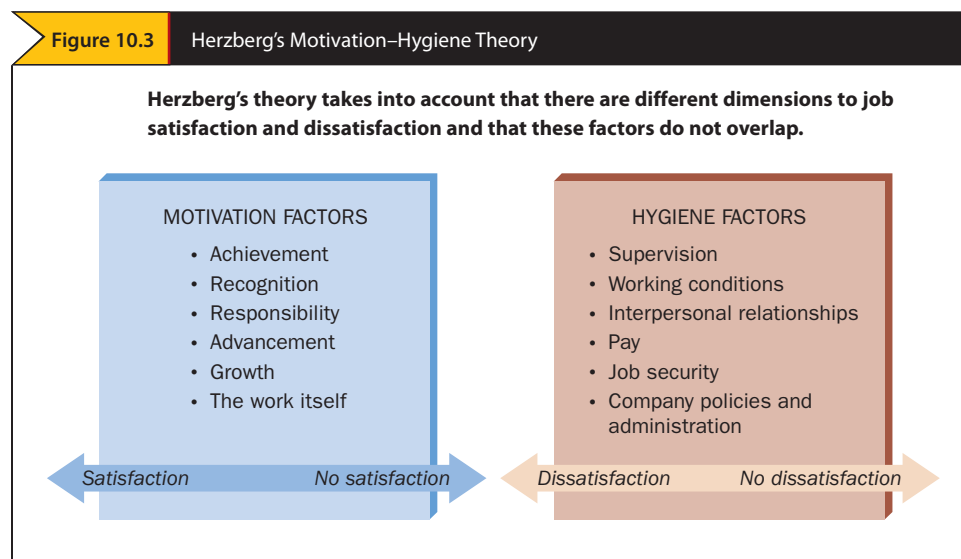 Figure 10.3 Herzberg's Motivation–Hygiene Theory
Herzberg's theory takes into account that there are different dimensions to job
satisfaction and dissatisfaction and that these factors do not overlap.
MOTIVATION FACTORS
• Achievement
• Recognition
• Responsibility
• Advancement
• Growth
• The work itself
Satisfaction No satisfaction
HYGIENE FACTORS
• Supervision
• Working conditions
• Interpersonal relationships
• Pay
• Job security
• Company policies and
administration
Dissatisfaction No dissatisfaction